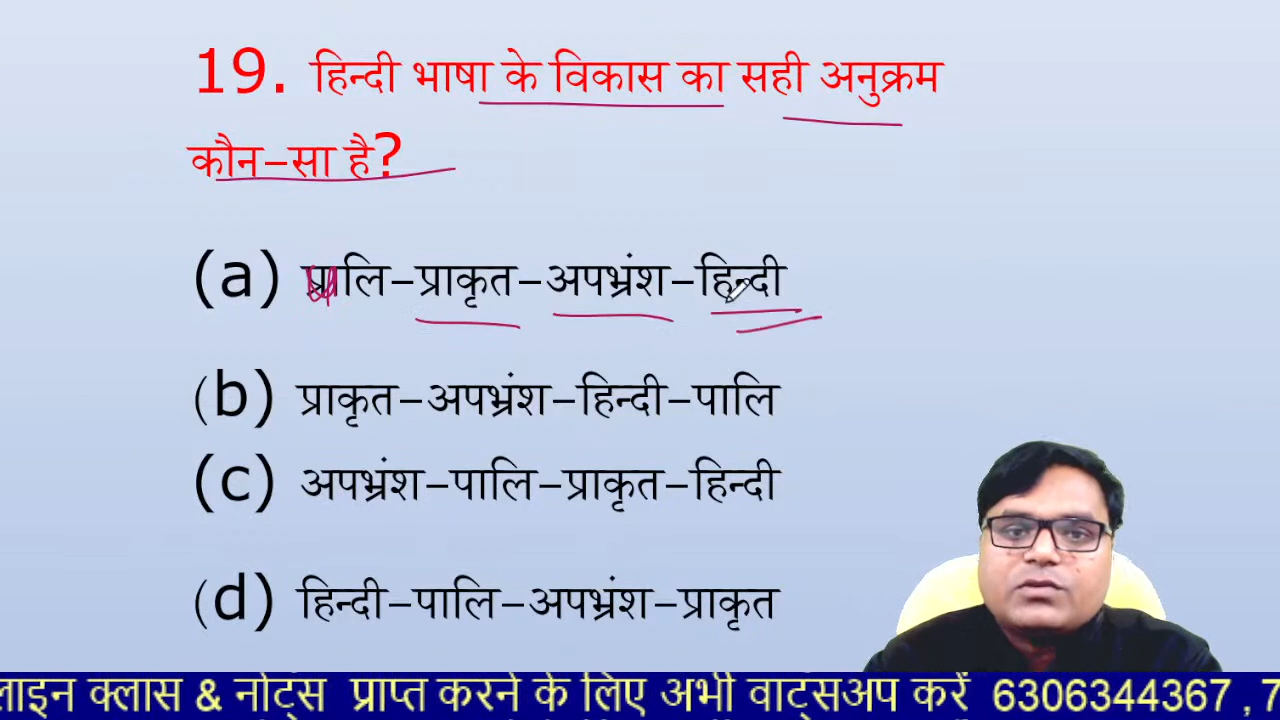 19. हिन्दी भाषा के विकास का सही अनुक्रम
कौन-सा है?
(a) प्रालि-प्राकृत-अपभ्रंश-हिन्दी
(b) प्राकृत-अपभ्रंश-हिन्दी-पालि
(c) अपभ्रंश-पालि-प्राकृत-हिन्दी
(d) हिन्दी-पालि-अपभ्रंश-प्राकृत
लाइन क्लास & नोट्स प्राप्त करने के लिए अभी वाट्सअप करें 6306344367 ,7